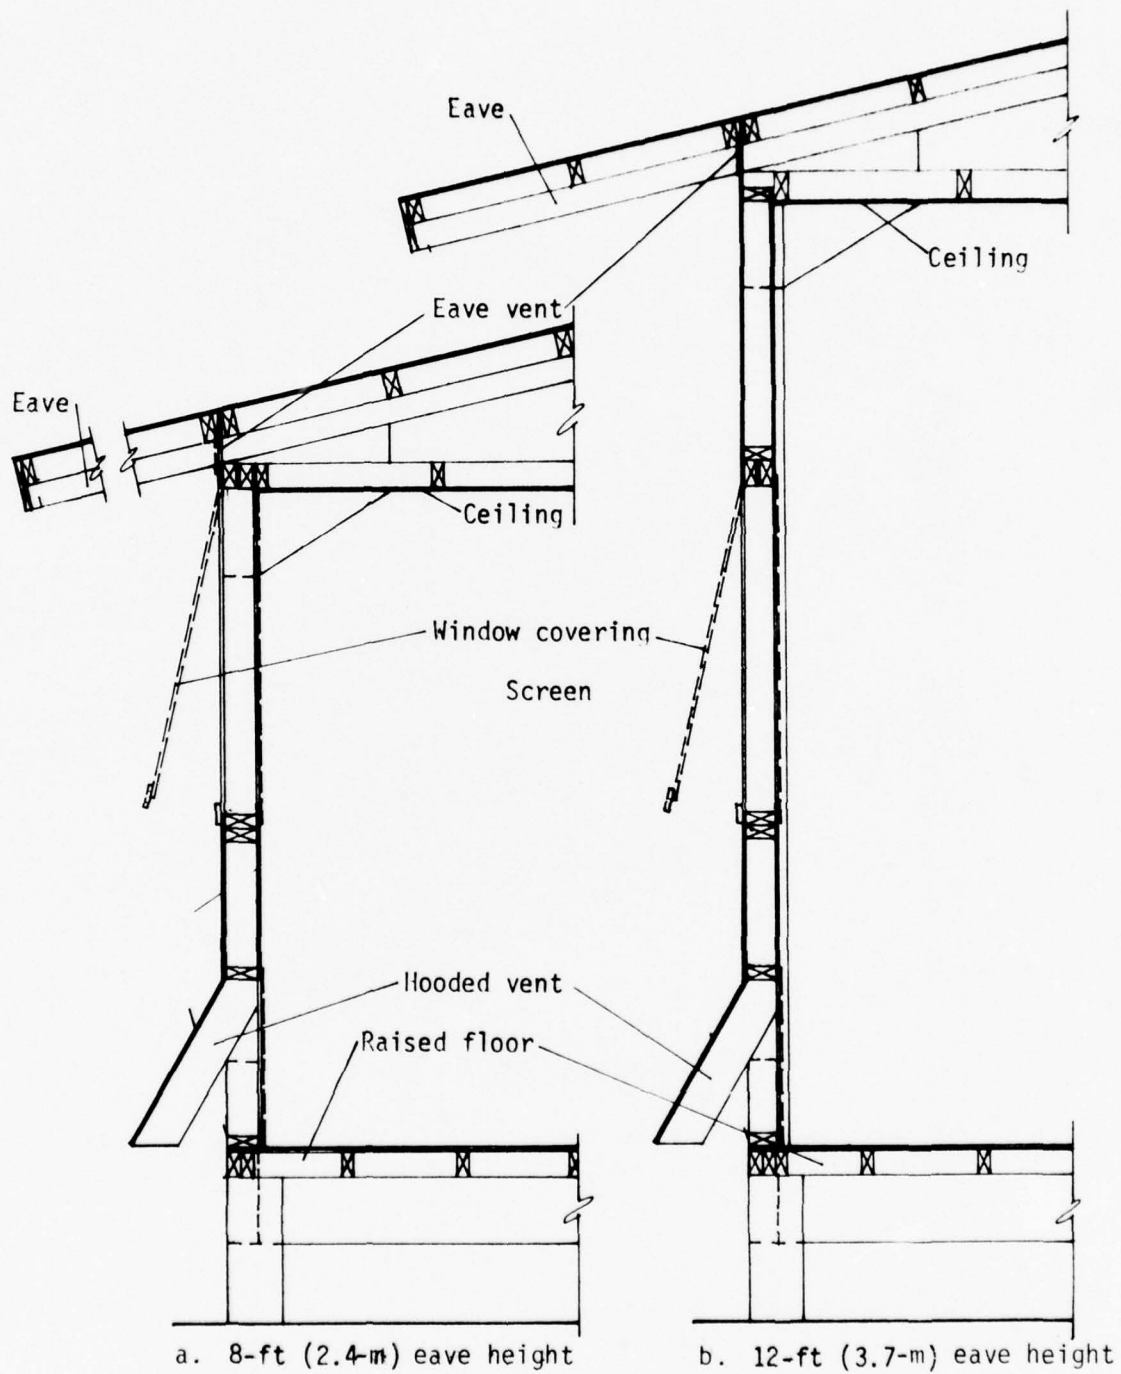 Eave
Ceiling
Eave vent
Eave
Ceiling
Window covering
Screen
Hooded vent
Raised floor
a. 8-ft (2.4-m) eave height
b. 12-ft (3.7-m) eave height